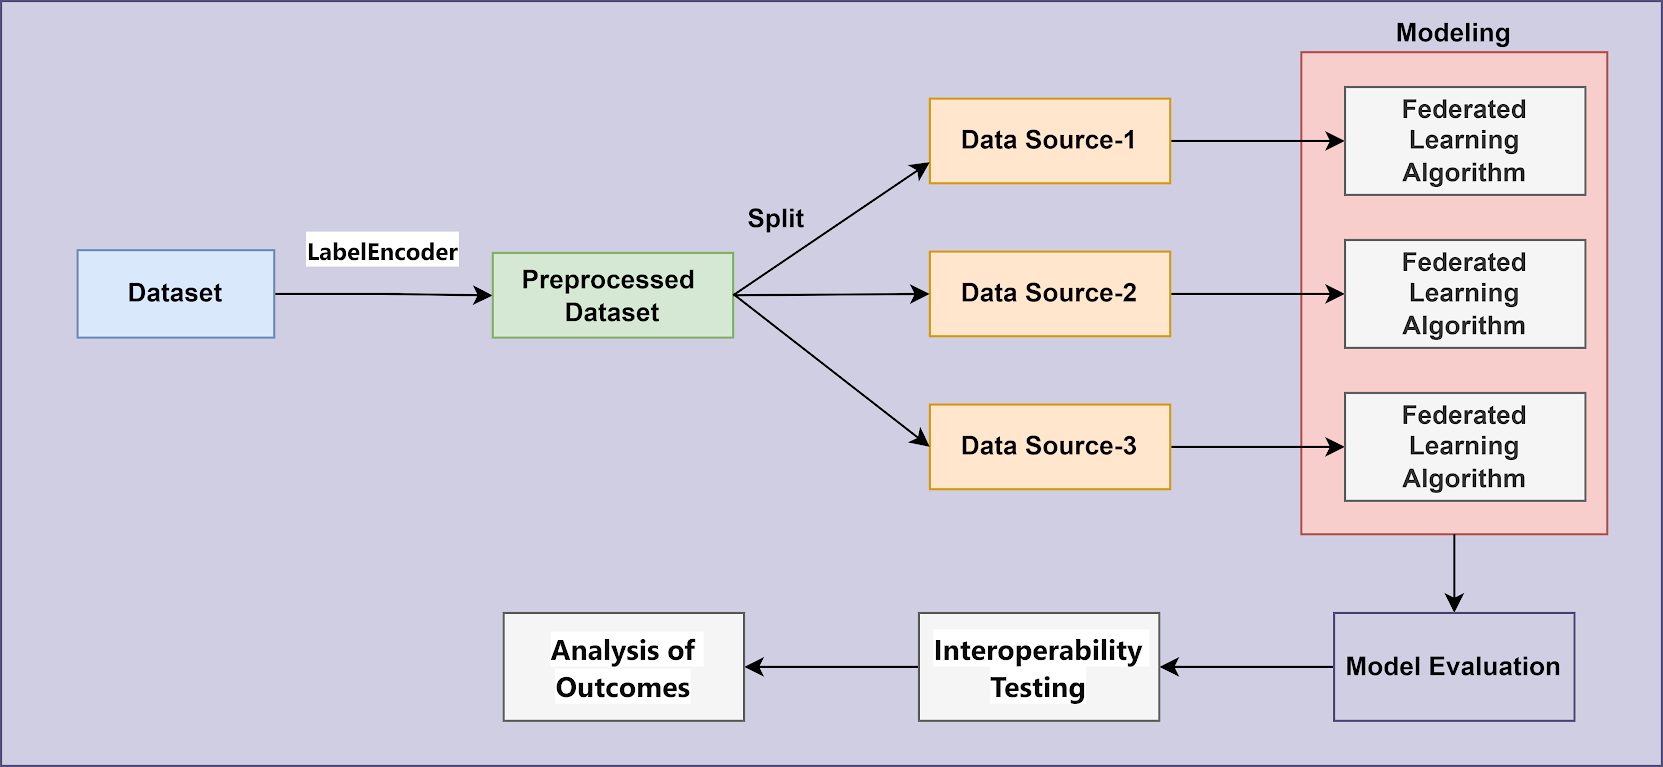 Modeling
Federated
Learning
Algorithm
Data Source-1
Split
LabelEncoder
Dataset
Preprocessed
Dataset
Data Source-2
Federated
Learning
Algorithm
Data Source-3
Federated
Learning
Algorithm
Analysis of
Outcomes
Interoperability
Testing
Model Evaluation